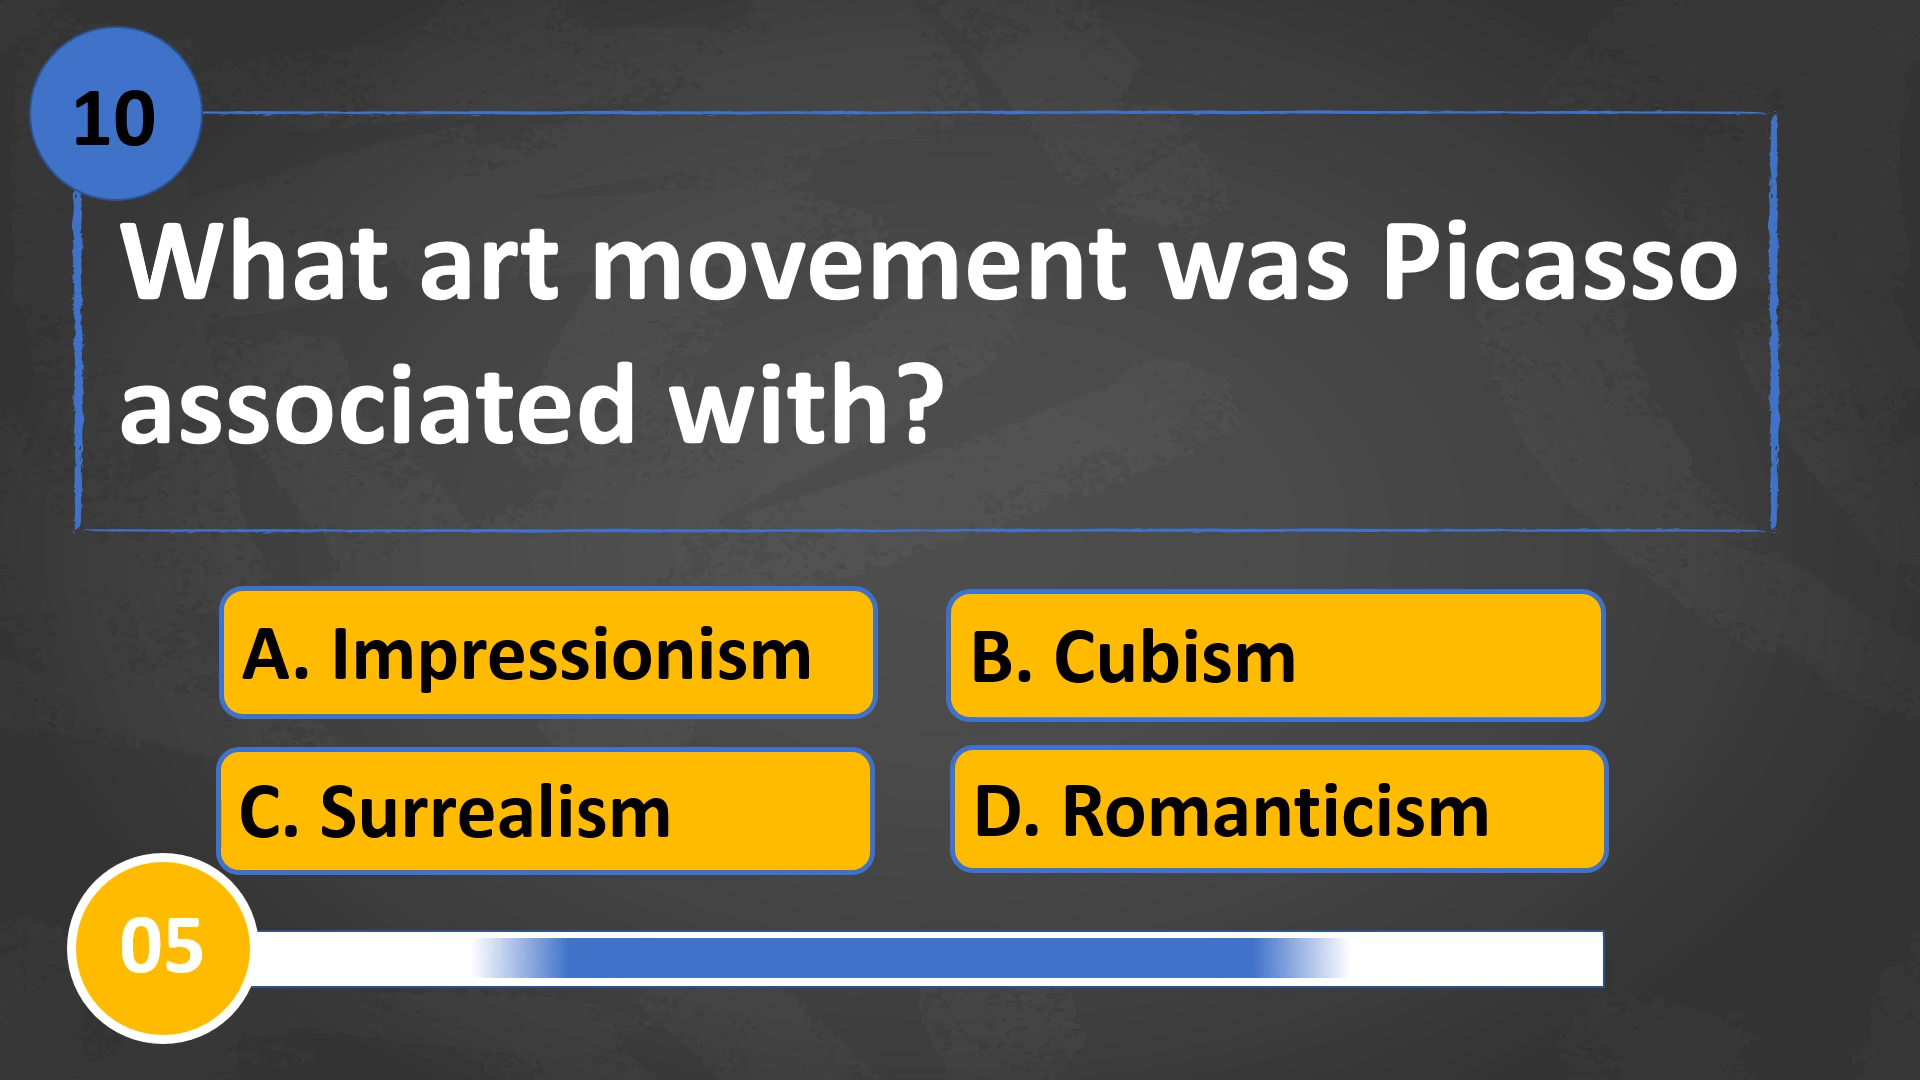 10
What art movement was Picasso
associated with?
A. Impressionism
B. Cubism
C. Surrealism
D. Romanticism
05